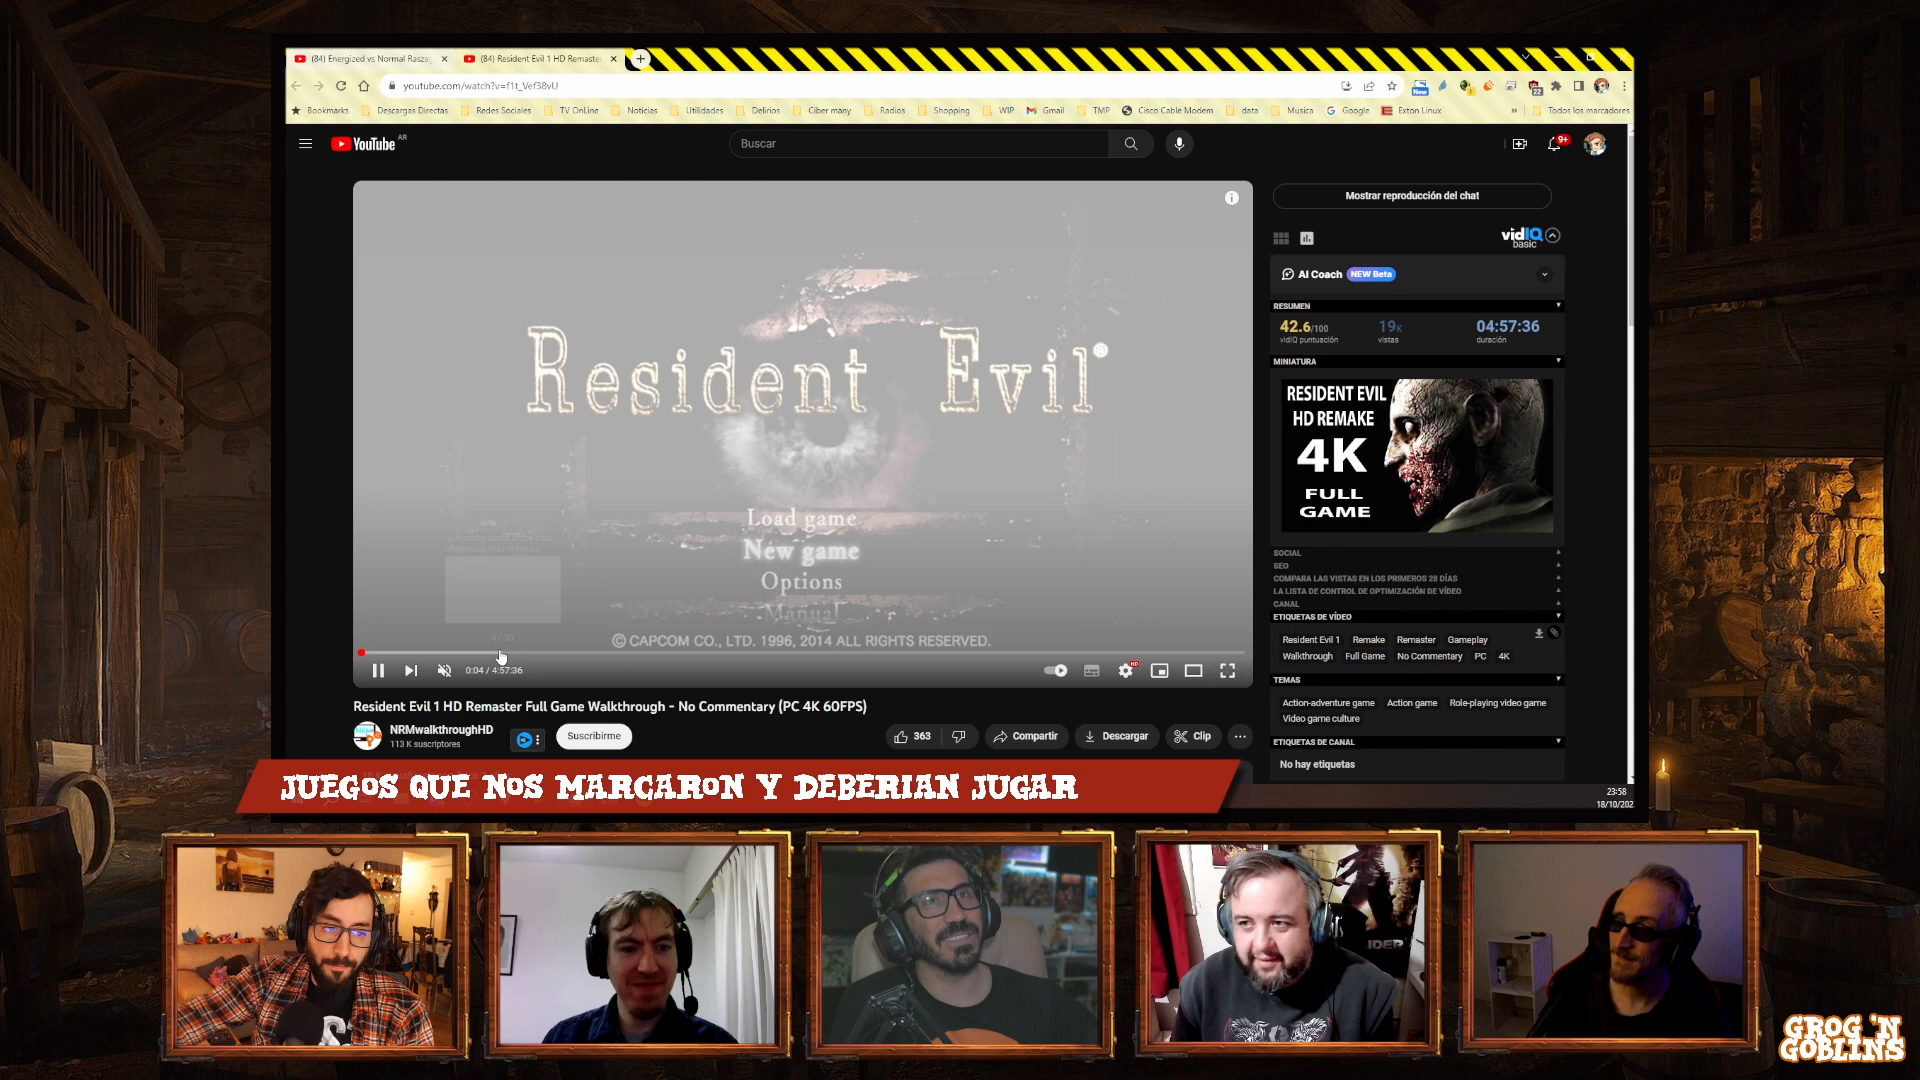 (84) Energized vs Normal Rasza
(84) Resident Evil 1 HD Remaster
youtube.com/watch?v=f1t_Vef38vU
New
22
Bookmarks
Descargas Directas
Redes Sociales
TV OnLine
Noticias
Utilidades
Delirios
Ciber many
Radios
Shopping
WIP
Gmail
TMP
Cisco Cable Modem
data
Musica
Google
Exton Linux
»
Todos los marcadores
YouTube AR
Buscar
9+
Resident Evil
Load game
New game
Options
Manual
© CAPCOM CO., LTD. 1996, 2014 ALL RIGHTS RESERVED.
47:30
0:04 / 4:57:36
HD
Resident Evil 1 HD Remaster Full Game Walkthrough - No Commentary (PC 4K 60FPS)
NRMwalkthroughHD
113 K suscriptores
Suscribirme
363
Compartir
Descargar
Clip
Mostrar reproducción del chat
vidIQ
basic
AI Coach NEW Beta
RESUMEN
42.6/100
vidIQ puntuación
19K
vistas
04:57:36
duración
MINIATURA
RESIDENT EVIL
HD REMAKE
4K
FULL
GAME
SOCIAL
SEO
COMPARA LAS VISTAS EN LOS PRIMEROS 28 DÍAS
LA LISTA DE CONTROL DE OPTIMIZACIÓN DE VÍDEO
CANAL
ETIQUETAS DE VÍDEO
Resident Evil 1 Remake Remaster Gameplay
Walkthrough Full Game No Commentary PC 4K
TEMAS
Action-adventure game Action game Role-playing video game
Video game culture
ETIQUETAS DE CANAL
No hay etiquetas
23:58
18/10/202
JUEGOS QUE NOS MARCARON Y DEBERIAN JUGAR
IDER
GROG 'N
GOBLINS